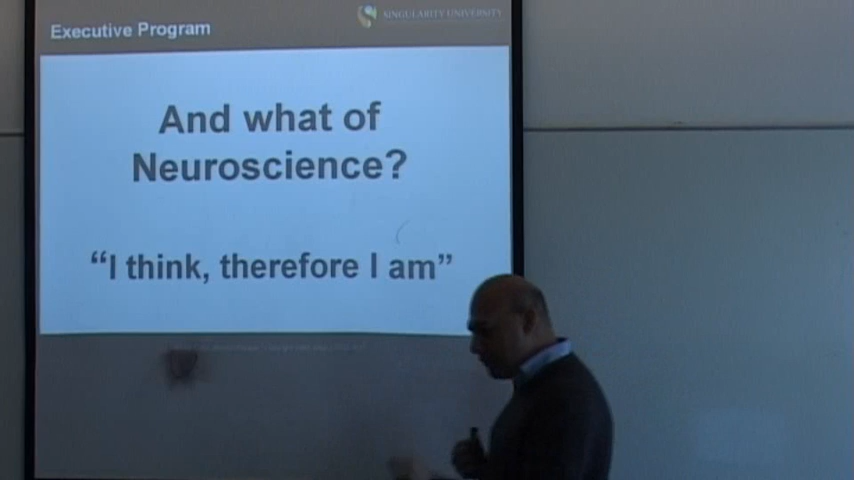 Executive Program
SINGULARITY UNIVERSITY
And what of
Neuroscience?
“I think, therefore I am”